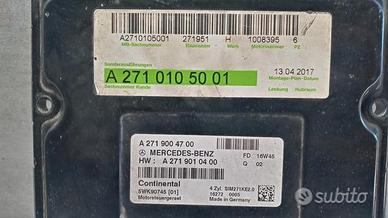 A2710105001 271951 H 1008395 6
MB-Sachnummer Baumuster Werk Motornummer PZ
Sonderausführungen
A 271 010 50 01 13.04.2017
Sachnummer Kunde Montage-Plan-Datum
Leistung Hubraum
A 271 900 47 00
MERCEDES-BENZ FD 16W45
HW : A 271 901 04 00 Q 02
Continental 4 Zyl. SIM271KE2.0
5WK90745 [01] 16272 0005
Motorsteuergeraet Made in Germany
subito